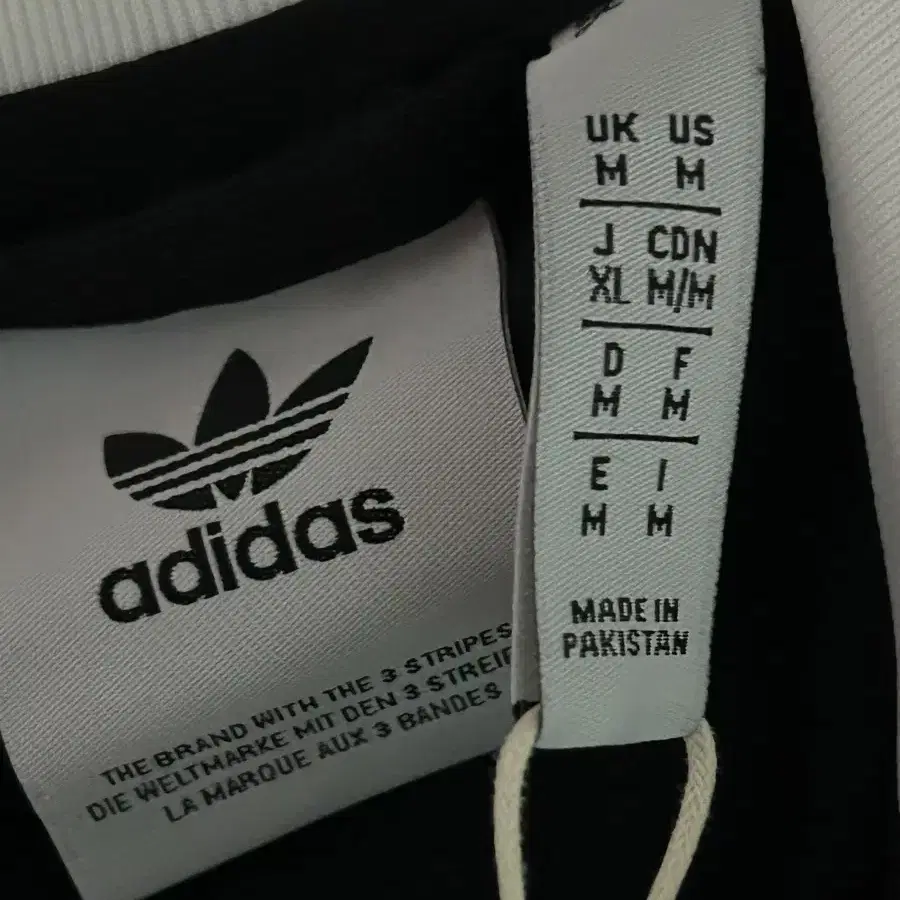 adidas
THE BRAND WITH THE 3 STRIPES
DIE WELTMARKE MIT DEN 3
LA MARQUE AUX 3 BANDES
UK US
M M
J CDN
XL M/M
D F
M M
E I
M M
MADE IN
PAKISTAN